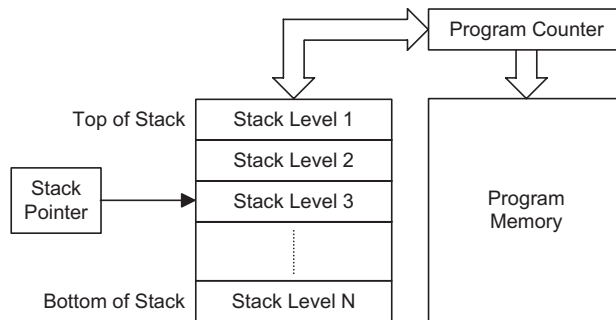 Program Counter
Top of Stack
Stack Level 1
Stack Level 2
Stack
Pointer
Stack Level 3
Program
Memory
Bottom of Stack
Stack Level N